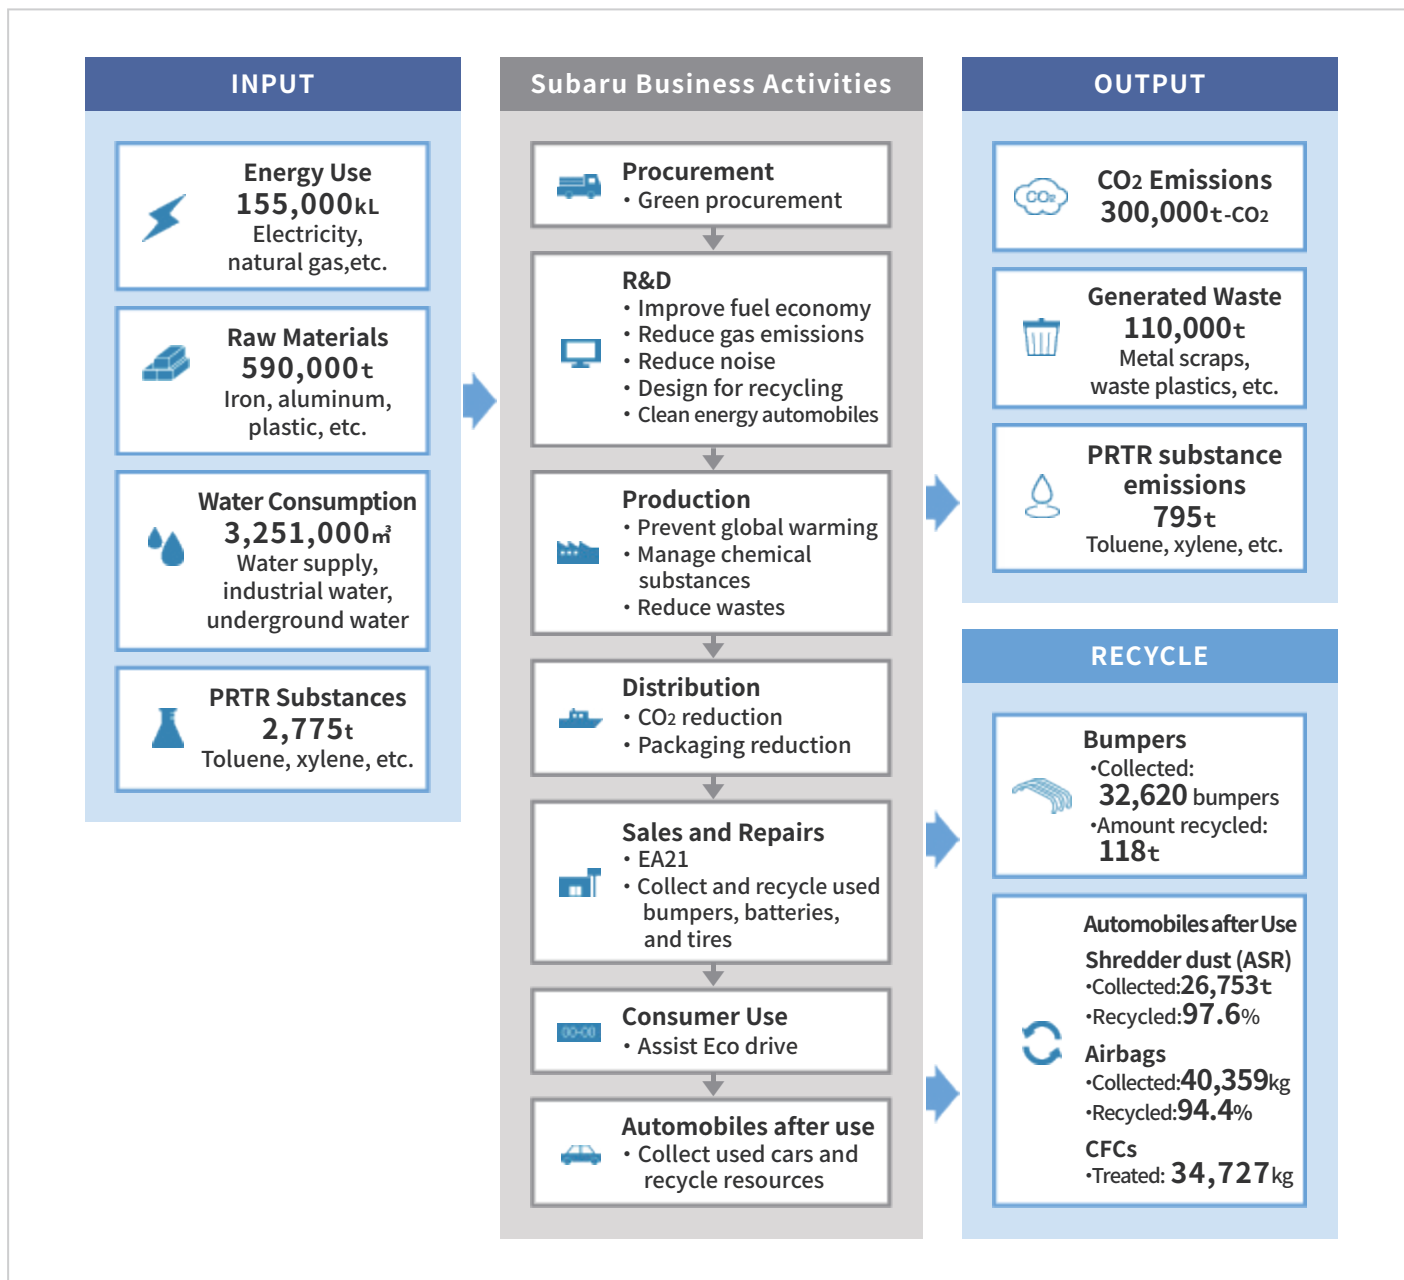 INPUT
Energy Use
155,000kL
Electricity,
natural gas,etc.
Raw Materials
590,000t
Iron, aluminum,
plastic, etc.
Water Consumption
3,251,000㎥
Water supply,
industrial water,
underground water
PRTR Substances
2,775t
Toluene, xylene, etc.
Subaru Business Activities
Procurement
・Green procurement
R&D
・Improve fuel economy
・Reduce gas emissions
・Reduce noise
・Design for recycling
・Clean energy automobiles
Production
・Prevent global warming
・Manage chemical
substances
・Reduce wastes
Distribution
・CO2 reduction
・Packaging reduction
Sales and Repairs
・EA21
・Collect and recycle used
bumpers, batteries,
and tires
00-00
Consumer Use
・Assist Eco drive
Automobiles after use
・Collect used cars and
recycle resources
OUTPUT
CO2
CO2 Emissions
300,000t-CO2
Generated Waste
110,000t
Metal scraps,
waste plastics, etc.
PRTR substance
emissions
795t
Toluene, xylene, etc.
RECYCLE
Bumpers
・Collected:
32,620 bumpers
・Amount recycled:
118t
Automobiles after Use
Shredder dust (ASR)
・Collected:26,753t
・Recycled:97.6%
Airbags
・Collected:40,359kg
・Recycled:94.4%
CFCs
・Treated: 34,727kg